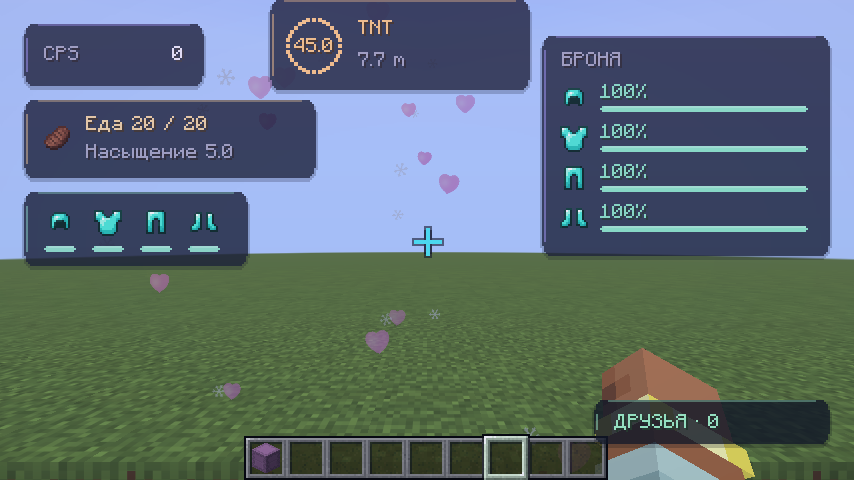 CPS 0
45.0
TNT
7.7 m
Еда 20 / 20
Насыщение 5.0
БРОНЯ
100%
100%
100%
100%
ДРУЗЬЯ · 0